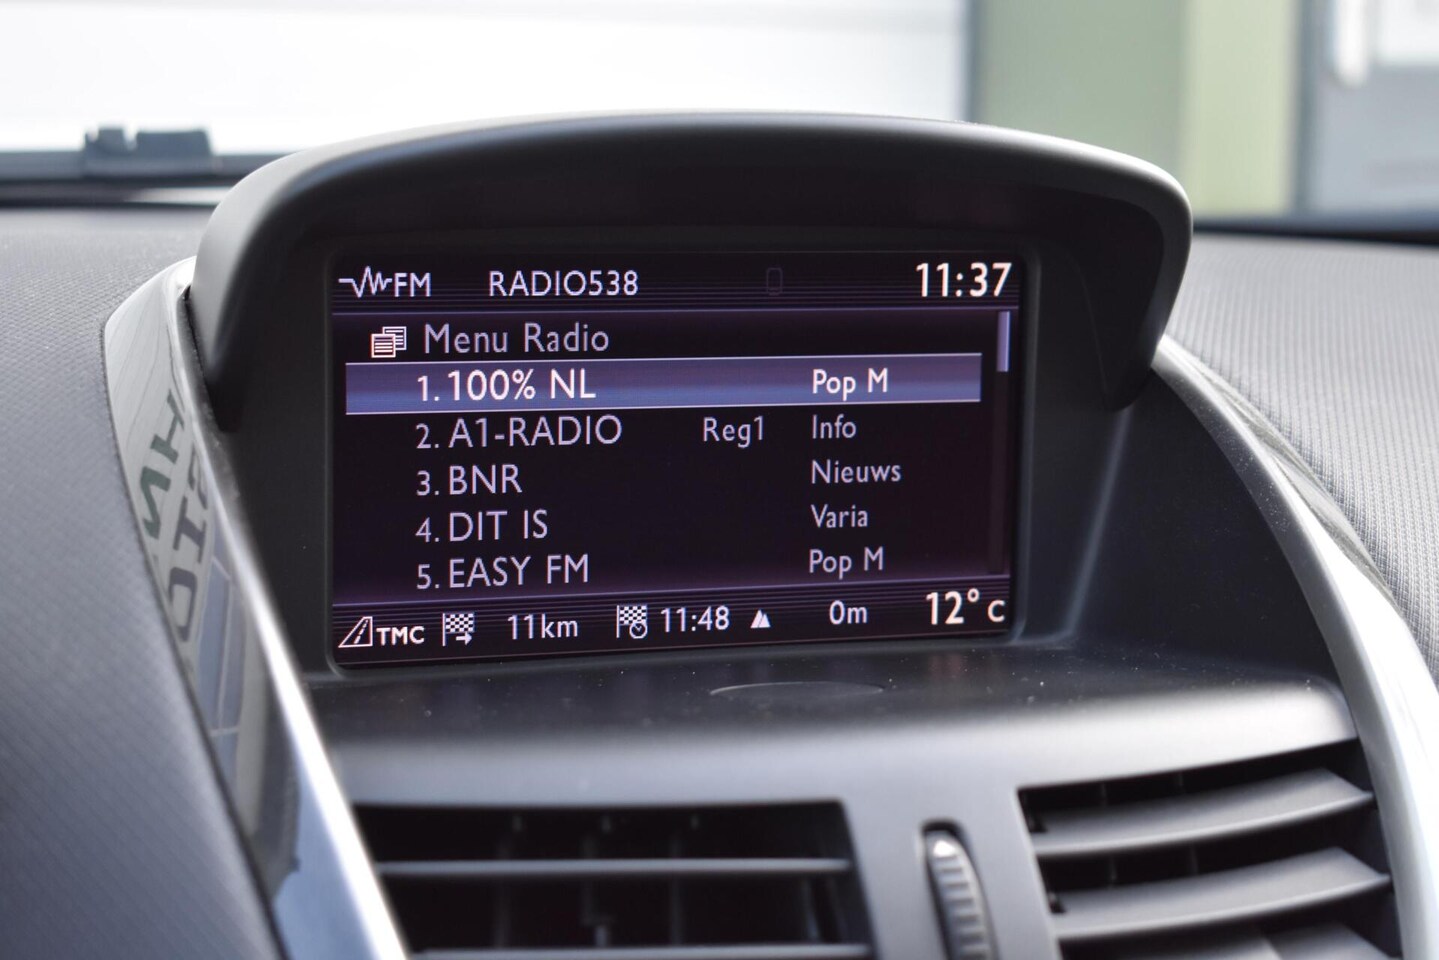 FM RADIO538 11:37
Menu Radio
1. 100% NL Pop M
2. A1-RADIO Reg1 Info
3. BNR Nieuws
4. DIT IS Varia
5. EASY FM Pop M
TMC 11km 11:48 0m 12°C